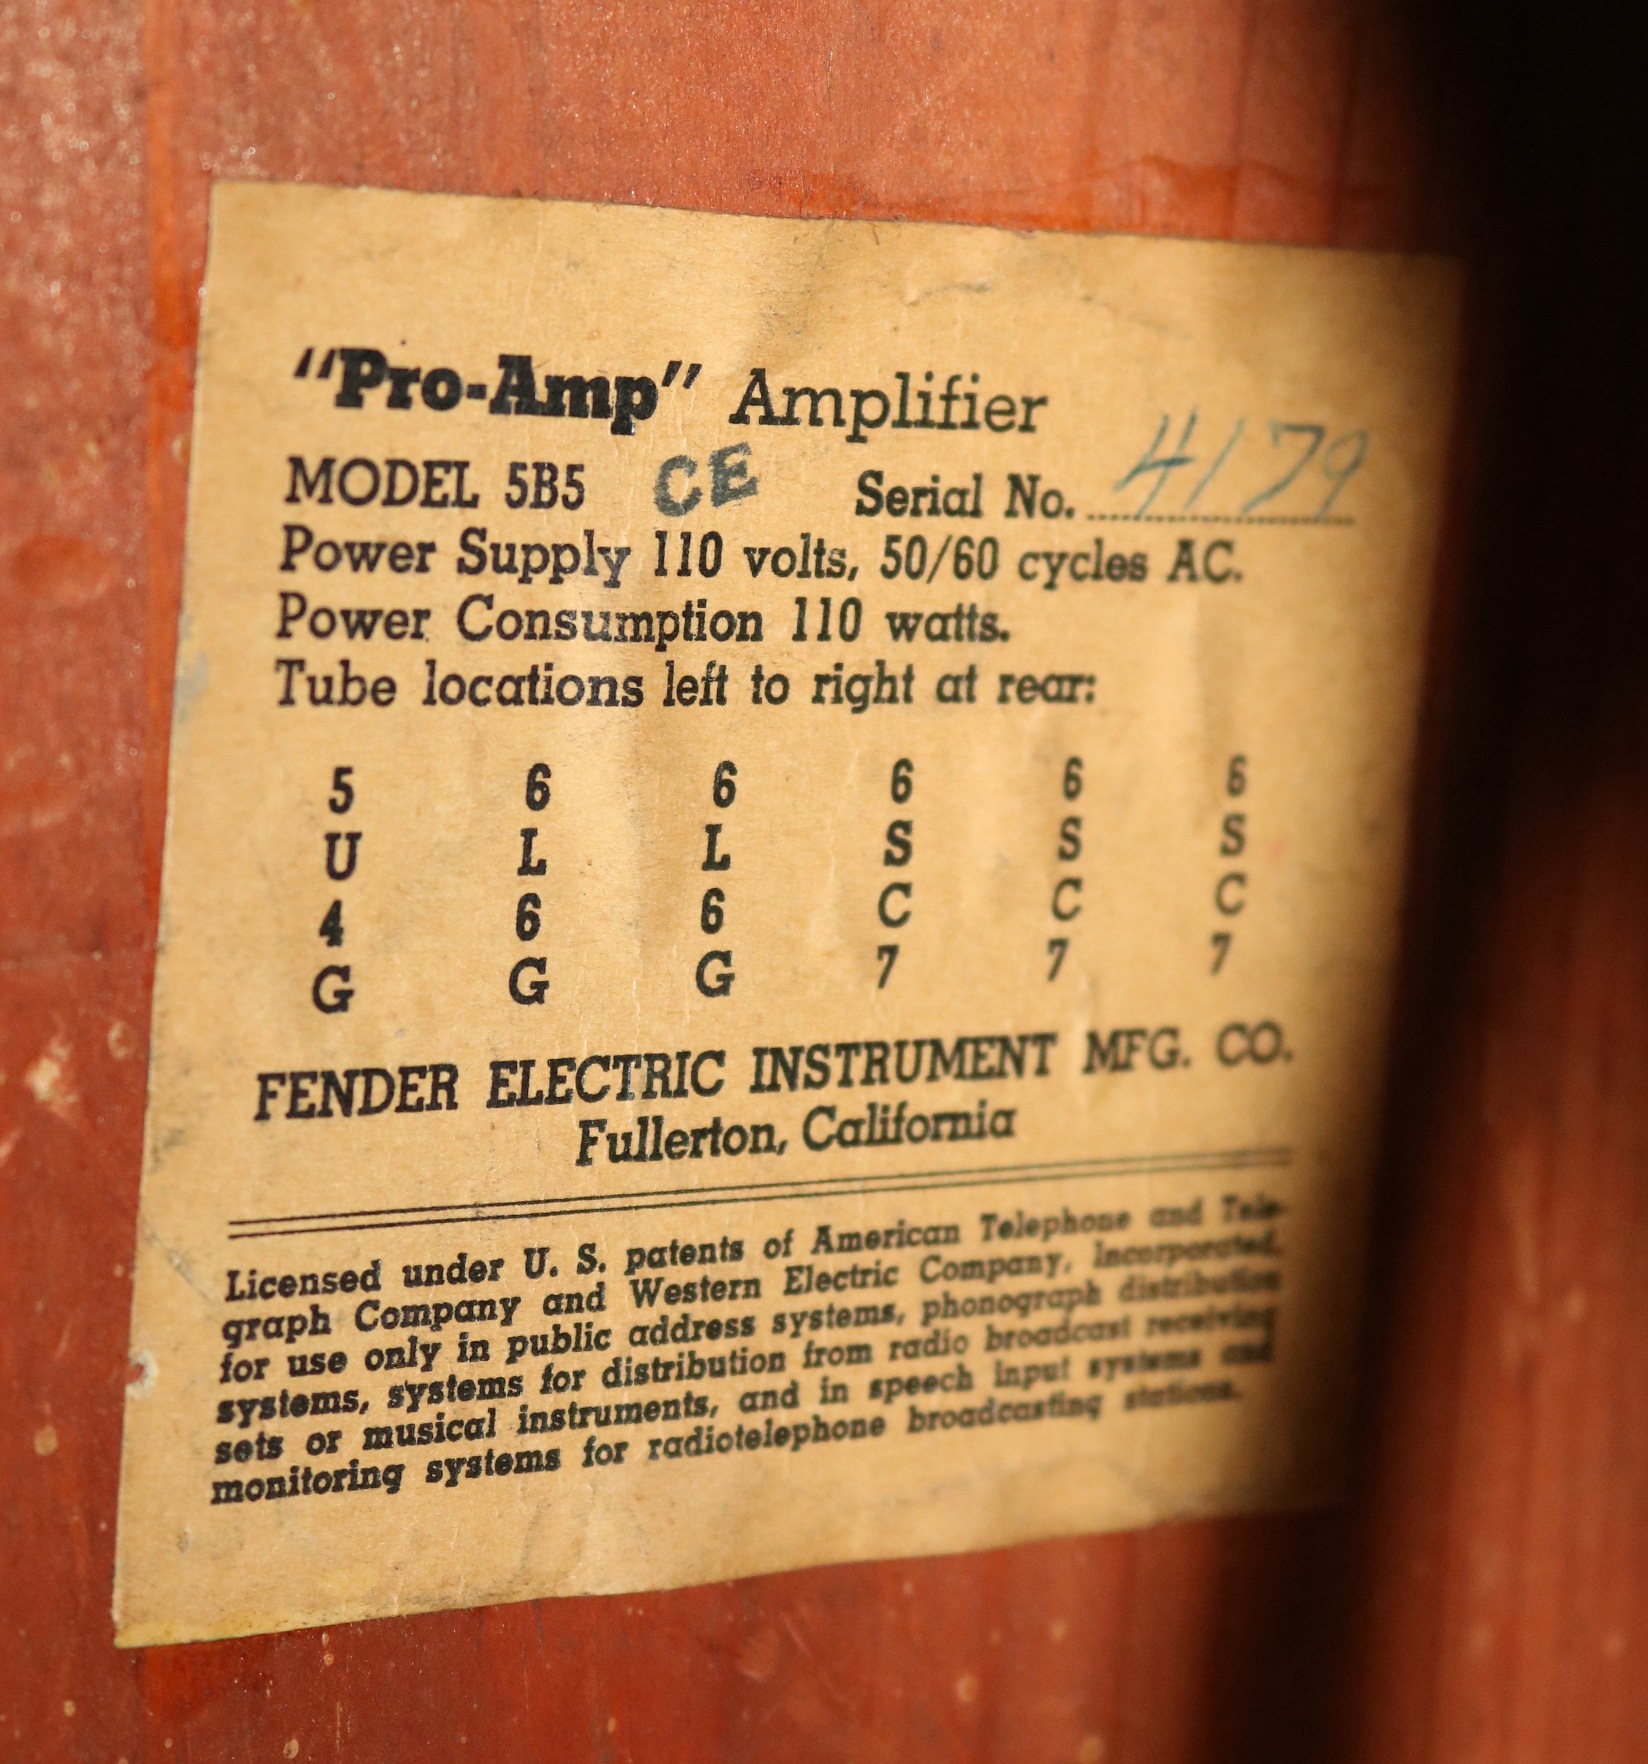 "Pro-Amp" Amplifier
MODEL 5B5 CE Serial No. 4179
Power Supply 110 volts, 50/60 cycles AC.
Power Consumption 110 watts.
Tube locations left to right at rear:
5 6 6 6 6 6
U L L S S S
4 6 6 C C C
G G G 7 7 7
FENDER ELECTRIC INSTRUMENT MFG. CO.
Fullerton, California
Licensed under U. S. patents of American Telephone and Tele-
graph Company and Western Electric Company, Incorporated,
for use only in public address systems, phonograph distribution
systems, systems for distribution from radio broadcast receiving
sets or musical instruments, and in speech input systems and
monitoring systems for radiotelephone broadcasting stations.